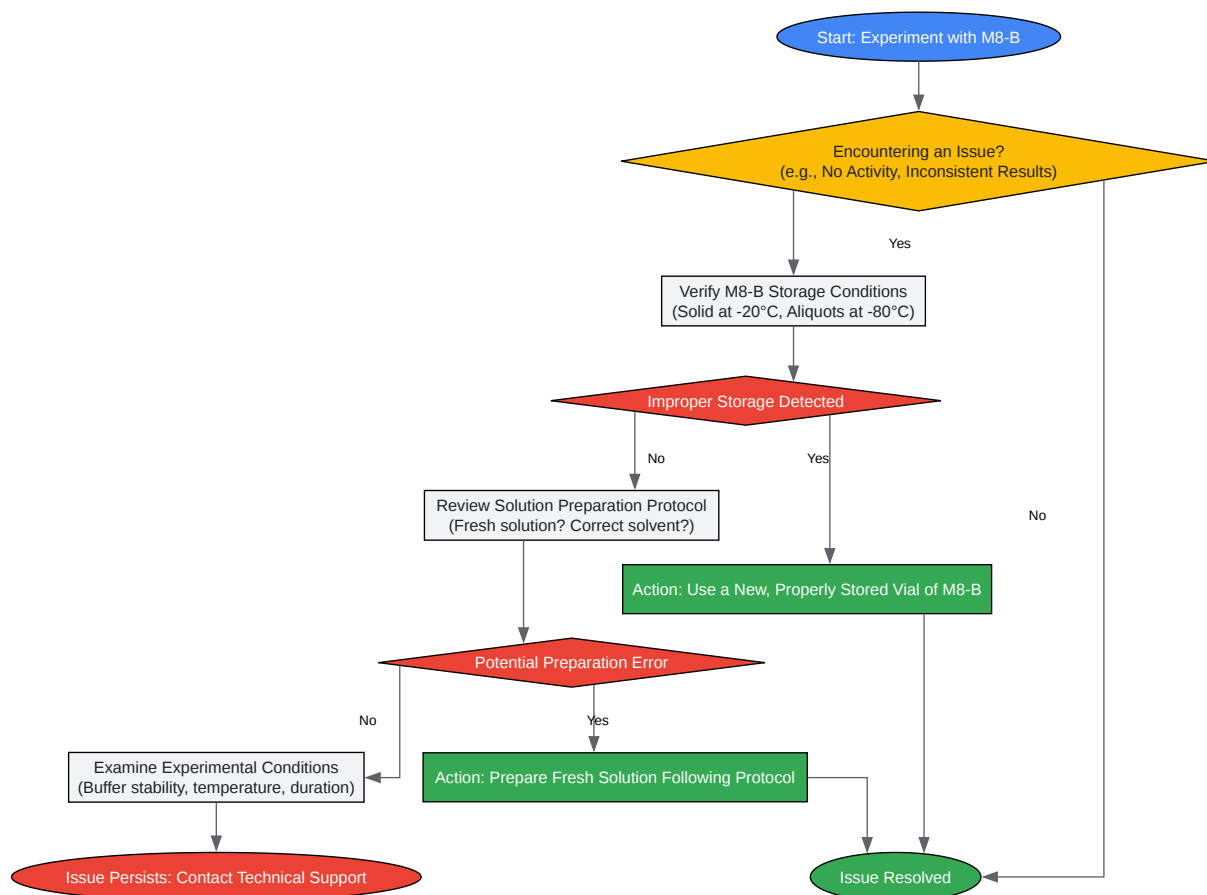 Start: Experiment with M8-B
Encountering an Issue?
(e.g., No Activity, Inconsistent Results)
Yes
Verify M8-B Storage Conditions
(Solid at -20°C, Aliquots at -80°C)
Improper Storage Detected
No
Yes
Review Solution Preparation Protocol
(Fresh solution? Correct solvent?)
No
Action: Use a New, Properly Stored Vial of M8-B
Potential Preparation Error
No
Yes
Examine Experimental Conditions
(Buffer stability, temperature, duration)
Action: Prepare Fresh Solution Following Protocol
Issue Persists: Contact Technical Support
Issue Resolved